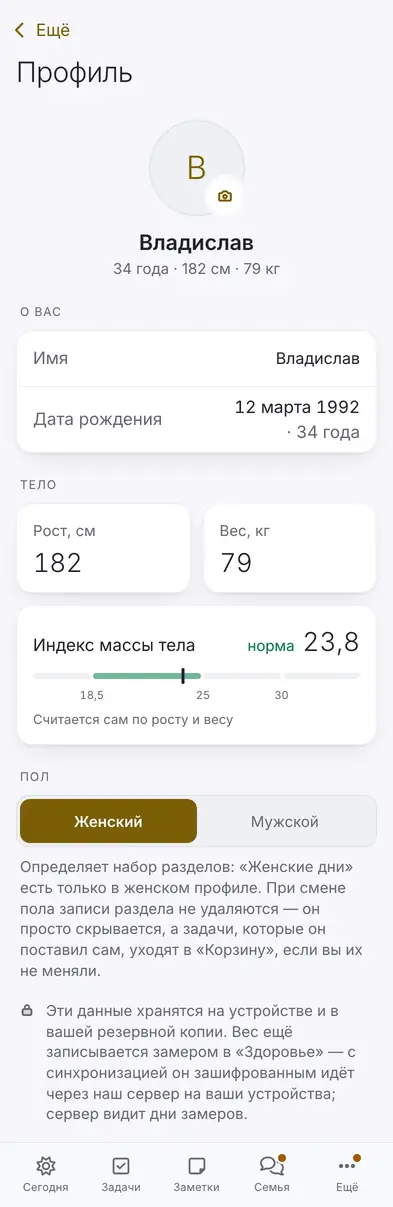 Ещё
Профиль
В
Владислав
34 года · 182 см · 79 кг
О ВАС
Имя
Владислав
Дата рождения
12 марта 1992
· 34 года
ТЕЛО
Рост, см
182
Вес, кг
79
Индекс массы тела
норма 23,8
18,5
25
30
Считается сам по росту и весу
ПОЛ
Женский
Мужской
Определяет набор разделов: «Женские дни»
есть только в женском профиле. При смене
пола записи раздела не удаляются — он
просто скрывается, а задачи, которые он
поставил сам, уходят в «Корзину», если вы их
не меняли.
Эти данные хранятся на устройстве и в
вашей резервной копии. Вес ещё
записывается замером в «Здоровье» — с
синхронизацией он зашифрованным идёт
через наш сервер на ваши устройства;
сервер видит дни замеров.
Сегодня
Задачи
Заметки
Семья
Ещё